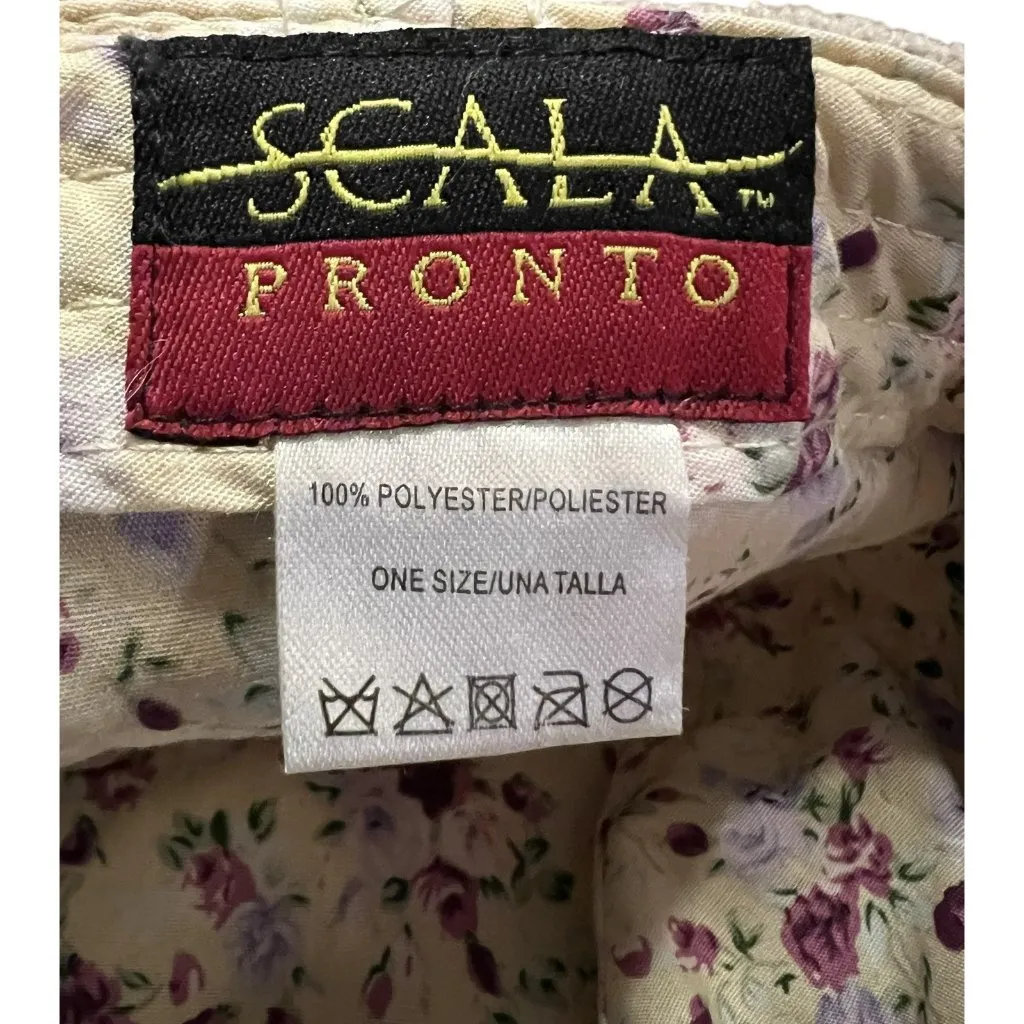 SCALA™
PRONTO
100% POLYESTER/POLIESTER
ONE SIZE/UNA TALLA